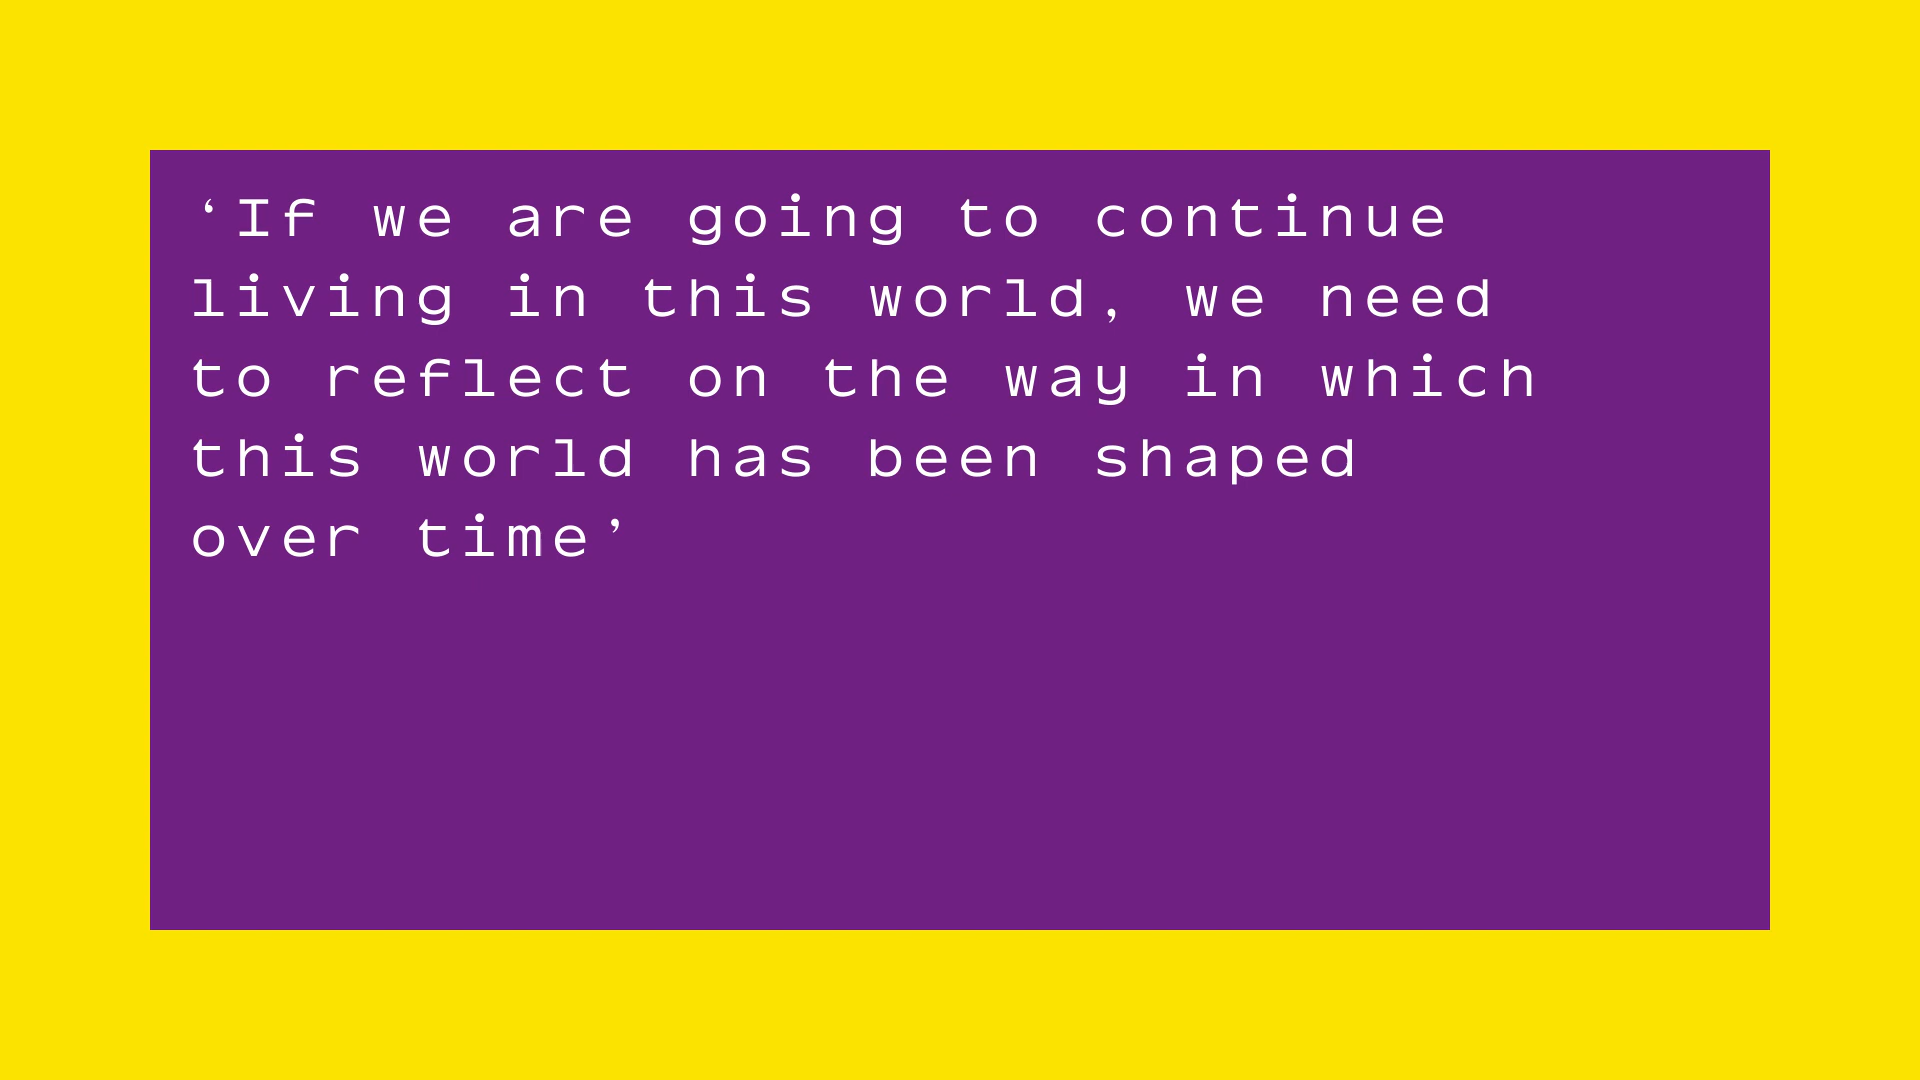 ‘If we are going to continue
living in this world, we need
to reflect on the way in which
this world has been shaped
over time’